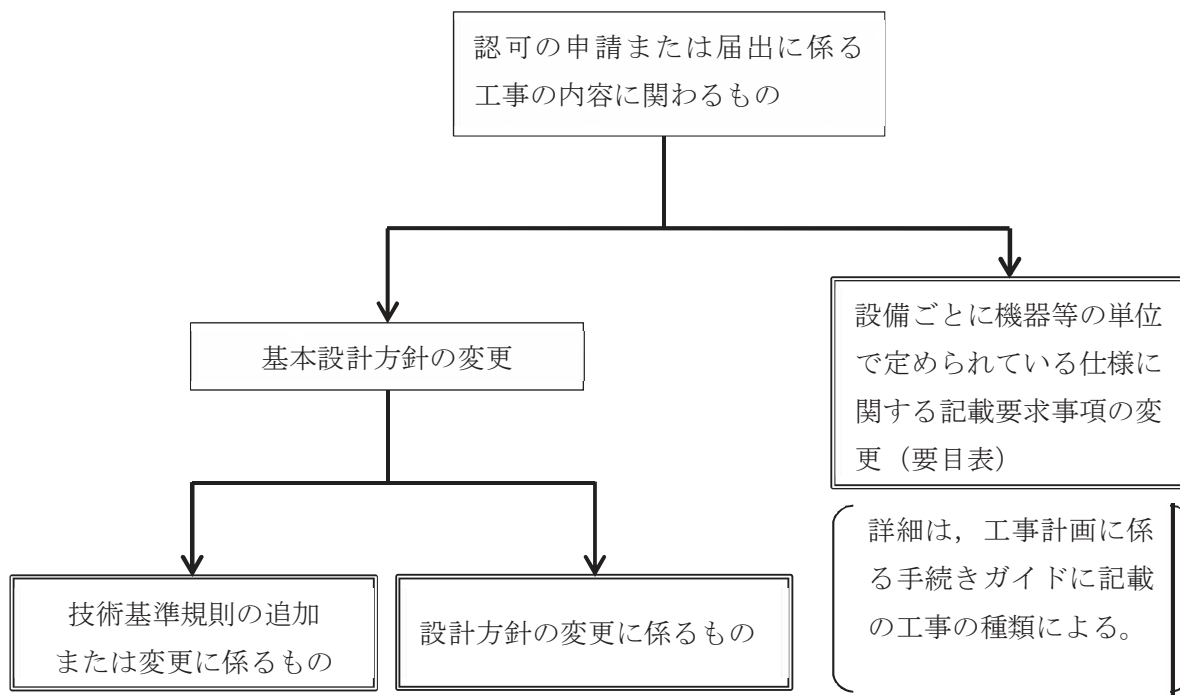 認可の申請または届出に係る
工事の内容に関わるもの
基本設計方針の変更
設備ごとに機器等の単位
で定められている仕様に
関する記載要求事項の変
更（要目表）
詳細は，工事計画に係
る手続きガイドに記載
の工事の種類による。
技術基準規則の追加
または変更に係るもの
設計方針の変更に係るもの